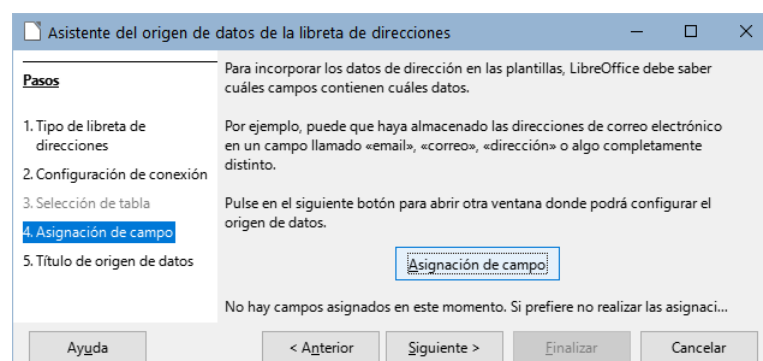 Asistente del origen de datos de la libreta de direcciones
Pasos
1. Tipo de libreta de
direcciones
2. Configuración de conexión
3. Selección de tabla
4. Asignación de campo
5. Título de origen de datos
Para incorporar los datos de dirección en las plantillas, LibreOffice debe saber
cuáles campos contienen cuáles datos.
Por ejemplo, puede que haya almacenado las direcciones de correo electrónico
en un campo llamado «email», «correo», «dirección» o algo completamente
distinto.
Pulse en el siguiente botón para abrir otra ventana donde podrá configurar el
origen de datos.
Asignación de campo
No hay campos asignados en este momento. Si prefiere no realizar las asignaci...
Ayuda
< Anterior
Siguiente >
Finalizar
Cancelar